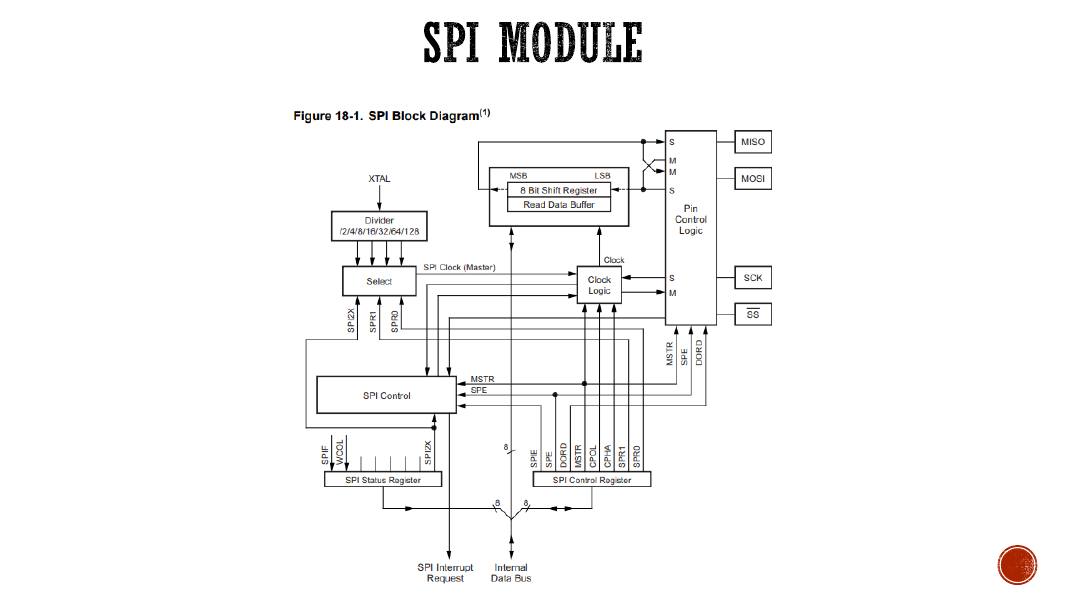 SPI MODULE
Figure 18-1. SPI Block Diagram(1)
S
MISO
M
M
MSB
LSB
XTAL
MOSI
8 Bit Shift Register
S
Read Data Buffer
Pin
Control
Logic
Divider
/2/4/8/16/32/64/128
Clock
SPI Clock (Master)
Select
Clock
Logic
S
SCK
M
SPI2X
SPR1
SPR0
SS
MSTR
SPE
DORD
MSTR
SPE
SPI Control
SPIF
WCOL
SPI2X
8
SPIE
SPE
DORD
MSTR
CPOL
CPHA
SPR1
SPR0
SPI Status Register
SPI Control Register
8
8
SPI Interrupt
Request
Internal
Data Bus